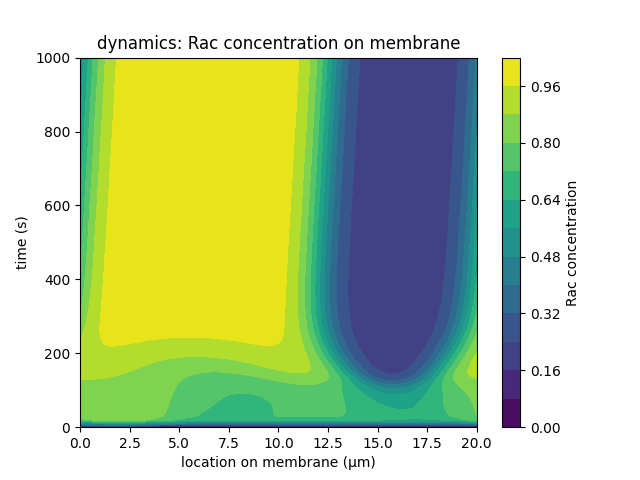 dynamics: Rac concentration on membrane
1000
800
600
400
200
0
time (s)
0.0 2.5 5.0 7.5 10.0 12.5 15.0 17.5 20.0
location on membrane (μm)
0.96
0.80
0.64
0.48
0.32
0.16
0.00
Rac concentration